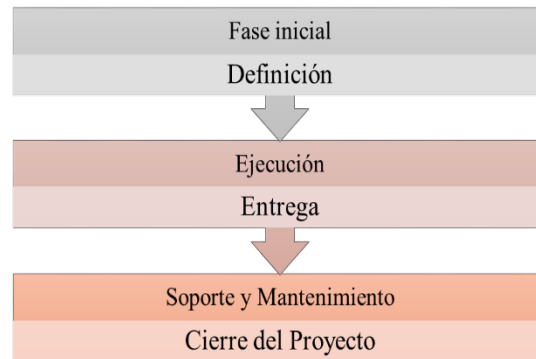 Fase inicial
Definición
Ejecución
Entrega
Soporte y Mantenimiento
Cierre del Proyecto